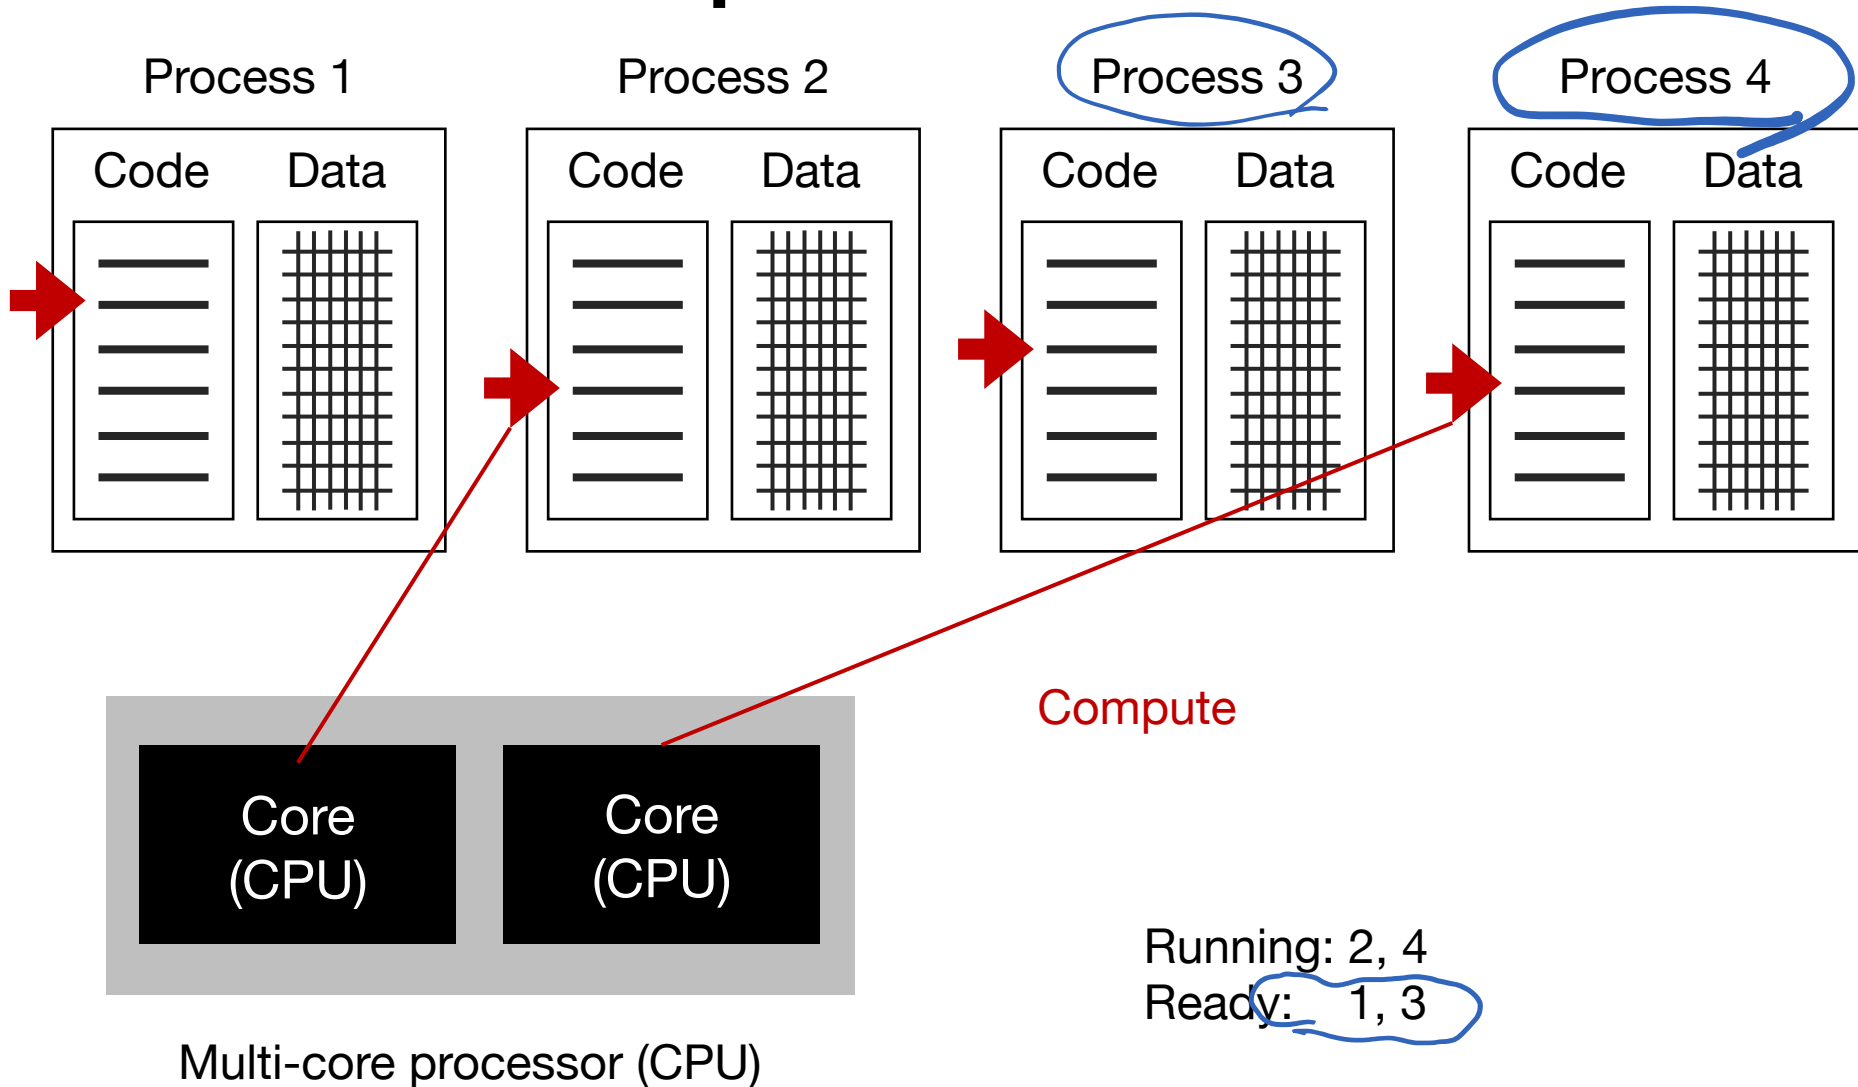 Process 1
Process 2
Process 3
Process 4
Code Data
Code Data
Code Data
Code Data
Compute
Core
(CPU)
Core
(CPU)
Running: 2, 4
Ready: 1, 3
Multi-core processor (CPU)